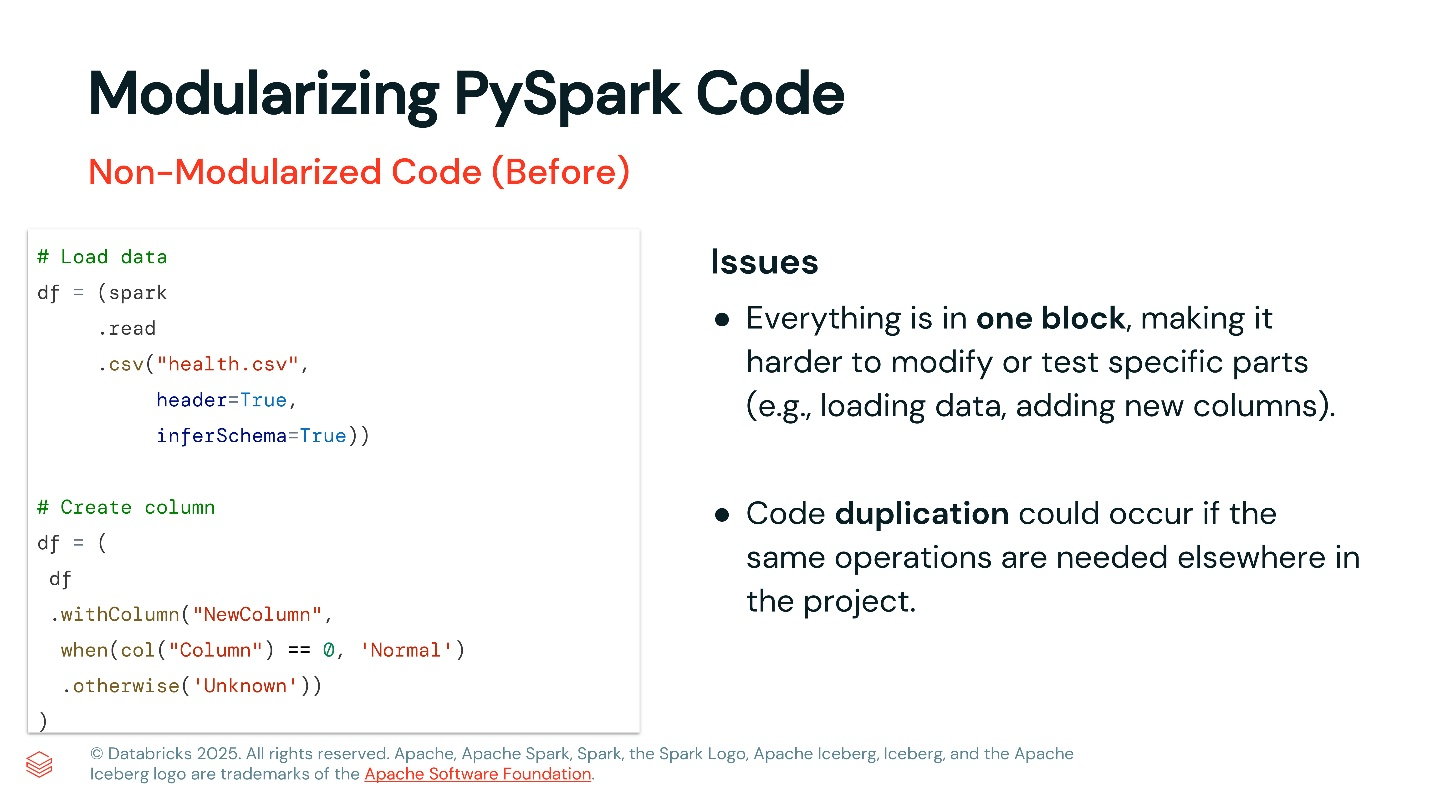 Modularizing PySpark Code
Non-Modularized Code (Before)
# Load data
df = (spark
     .read
     .csv("health.csv",
          header=True,
          inferSchema=True))

# Create column
df = (
 df
 .withColumn("NewColumn",
  when(col("Column") == 0, 'Normal')
  .otherwise('Unknown'))
)
Issues
● Everything is in one block, making it
harder to modify or test specific parts
(e.g., loading data, adding new columns).
● Code duplication could occur if the
same operations are needed elsewhere in
the project.
© Databricks 2025. All rights reserved. Apache, Apache Spark, Spark, the Spark Logo, Apache Iceberg, Iceberg, and the Apache
Iceberg logo are trademarks of the Apache Software Foundation.